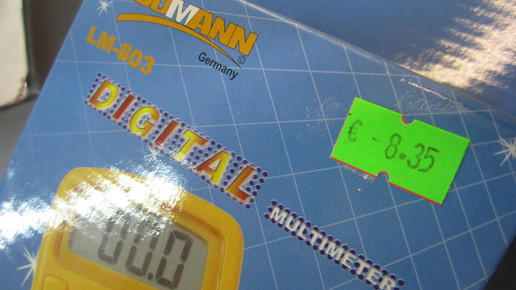 LM-803
Germany
DIGITAL
MULTIMETER
€ -8.35
00.0